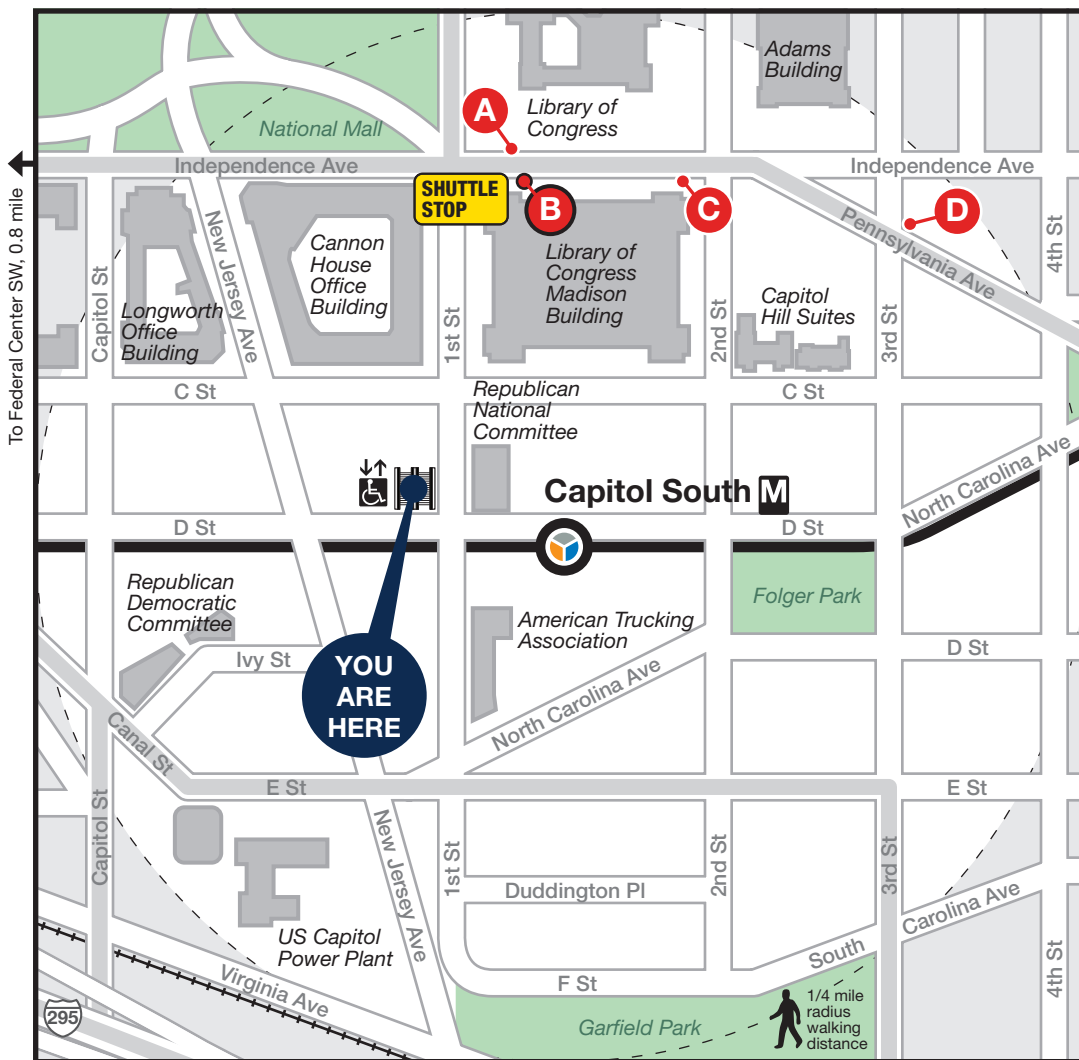 Adams
Building
A
Library of
Congress
National Mall
Independence Ave
Independence Ave
SHUTTLE
STOP
B
C
D
To Federal Center SW, 0.8 mile
Capitol St
New Jersey Ave
Longworth
Office
Building
Cannon
House
Office
Building
1st St
Library of
Congress
Madison
Building
2nd St
Capitol
Hill Suites
3rd St
Pennsylvania Ave
4th St
C St
C St
Republican
National
Committee
Capitol South M
North Carolina Ave
D St
D St
Republican
Democratic
Committee
Folger Park
American Trucking
Association
Ivy St
D St
YOU
ARE
HERE
North Carolina Ave
Canal St
E St
E St
Capitol St
New Jersey Ave
1st St
2nd St
3rd St
Duddington Pl
South Carolina Ave
US Capitol
Power Plant
Virginia Ave
F St
4th St
295
Garfield Park
1/4 mile
radius
walking
distance